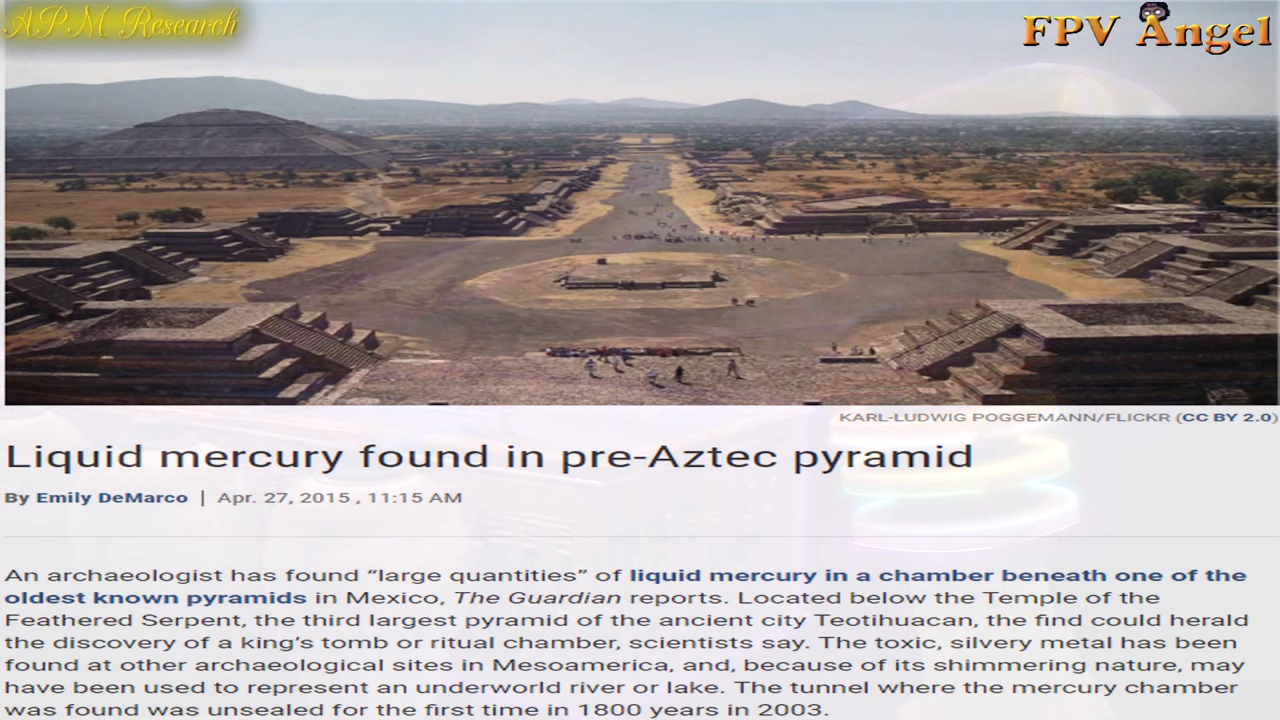 APM Research
FPV Angel
KARL-LUDWIG POGGEMANN/FLICKR (CC BY 2.0)
Liquid mercury found in pre-Aztec pyramid
By Emily DeMarco | Apr. 27, 2015 , 11:15 AM
An archaeologist has found “large quantities” of liquid mercury in a chamber beneath one of the
oldest known pyramids in Mexico, The Guardian reports. Located below the Temple of the
Feathered Serpent, the third largest pyramid of the ancient city Teotihuacan, the find could herald
the discovery of a king’s tomb or ritual chamber, scientists say. The toxic, silvery metal has been
found at other archaeological sites in Mesoamerica, and, because of its shimmering nature, may
have been used to represent an underworld river or lake. The tunnel where the mercury chamber
was found was unsealed for the first time in 1800 years in 2003.